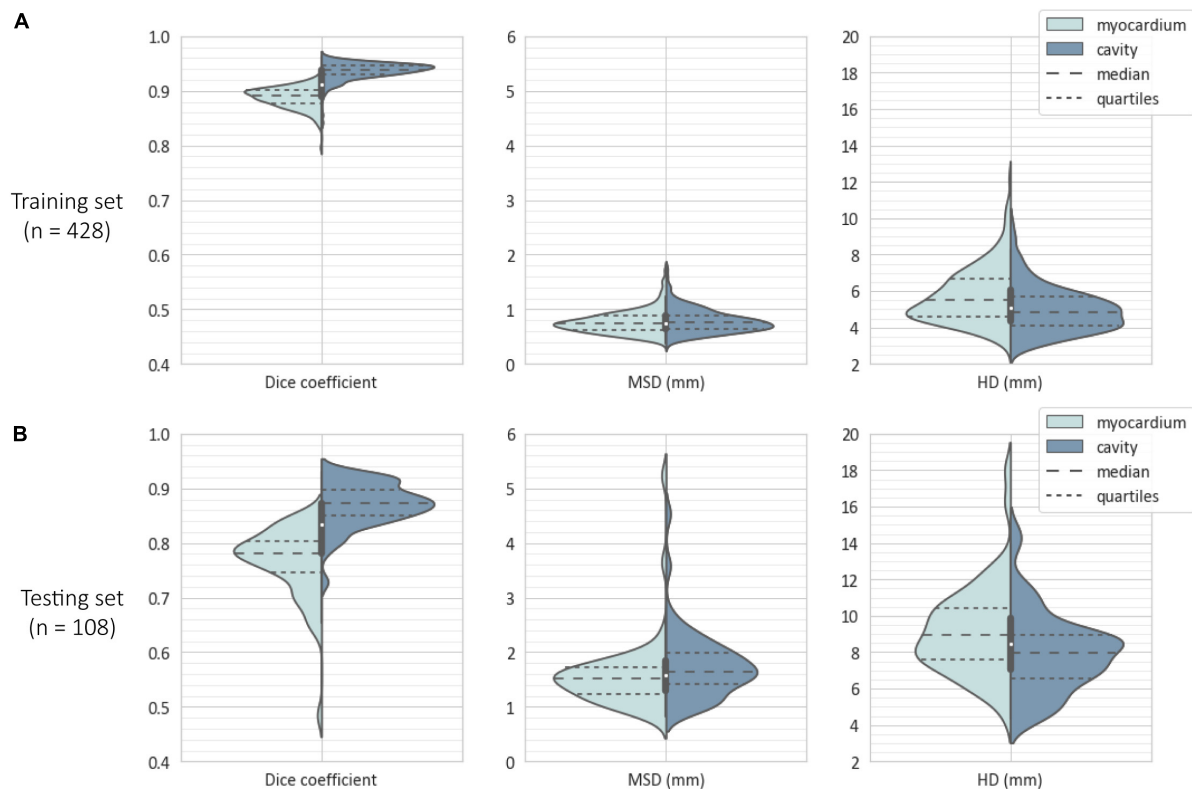 A
1.0
0.9
0.8
0.7
0.6
0.5
0.4
Dice coefficient
6
5
4
3
2
1
0
MSD (mm)
20
18
16
14
12
10
8
6
4
2
HD (mm)
myocardium
cavity
median
quartiles
Training set
(n = 428)
B
1.0
0.9
0.8
0.7
0.6
0.5
0.4
Dice coefficient
6
5
4
3
2
1
0
MSD (mm)
20
18
16
14
12
10
8
6
4
2
HD (mm)
myocardium
cavity
median
quartiles
Testing set
(n = 108)